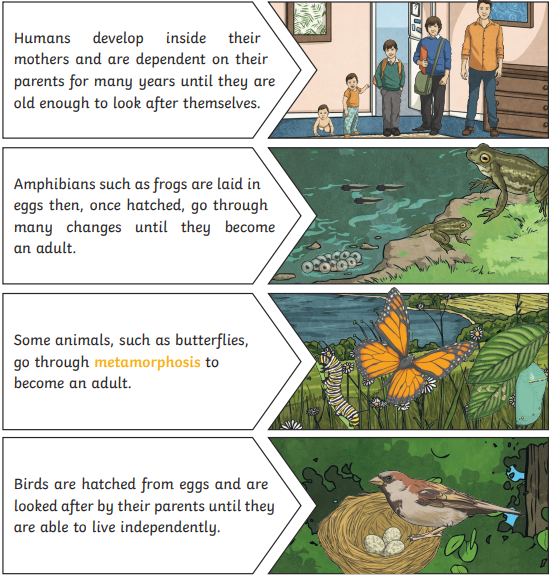 Humans develop inside their
mothers and are dependent on their
parents for many years until they are
old enough to look after themselves.
Amphibians such as frogs are laid in
eggs then, once hatched, go through
many changes until they become
an adult.
Some animals, such as butterflies,
go through metamorphosis to
become an adult.
Birds are hatched from eggs and are
looked after by their parents until they
are able to live independently.